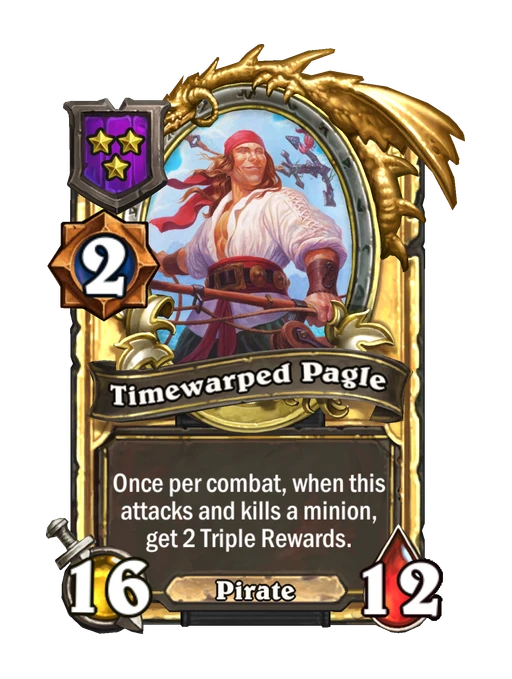 2
Timewarped Pagle
Once per combat, when this
attacks and kills a minion,
get 2 Triple Rewards.
16
Pirate
12